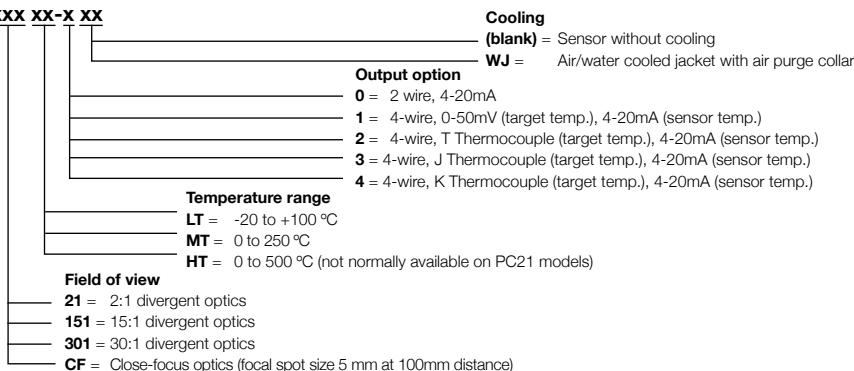 xxx xx-x xx
Cooling
(blank) = Sensor without cooling
WJ = Air/water cooled jacket with air purge collar
Output option
0 = 2 wire, 4-20mA
1 = 4-wire, 0-50mV (target temp.), 4-20mA (sensor temp.)
2 = 4-wire, T Thermocouple (target temp.), 4-20mA (sensor temp.)
3 = 4-wire, J Thermocouple (target temp.), 4-20mA (sensor temp.)
4 = 4-wire, K Thermocouple (target temp.), 4-20mA (sensor temp.)
Temperature range
LT = -20 to +100 ºC
MT = 0 to 250 ºC
HT = 0 to 500 ºC (not normally available on PC21 models)
Field of view
21 = 2:1 divergent optics
151 = 15:1 divergent optics
301 = 30:1 divergent optics
CF = Close-focus optics (focal spot size 5 mm at 100mm distance)